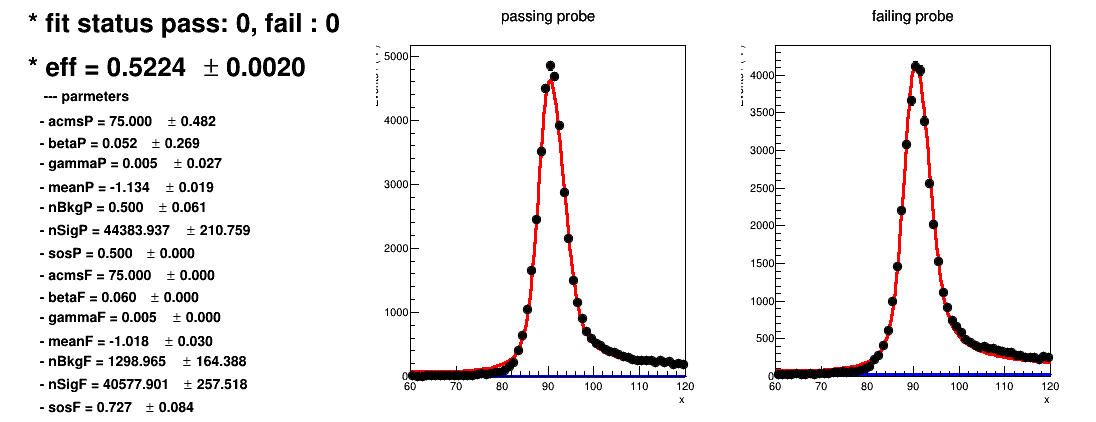 * fit status pass: 0, fail : 0
* eff = 0.5224 ± 0.0020
--- parmeters
- acmsP = 75.000 ± 0.482
- betaP = 0.052 ± 0.269
- gammaP = 0.005 ± 0.027
- meanP = -1.134 ± 0.019
- nBkgP = 0.500 ± 0.061
- nSigP = 44383.937 ± 210.759
- sosP = 0.500 ± 0.000
- acmsF = 75.000 ± 0.000
- betaF = 0.060 ± 0.000
- gammaF = 0.005 ± 0.000
- meanF = -1.018 ± 0.030
- nBkgF = 1298.965 ± 164.388
- nSigF = 40577.901 ± 257.518
- sosF = 0.727 ± 0.084
passing probe
5000
4000
3000
2000
1000
0
60 70 80 90 100 110 120
x
failing probe
4000
3500
3000
2500
2000
1500
1000
500
0
60 70 80 90 100 110 120
x